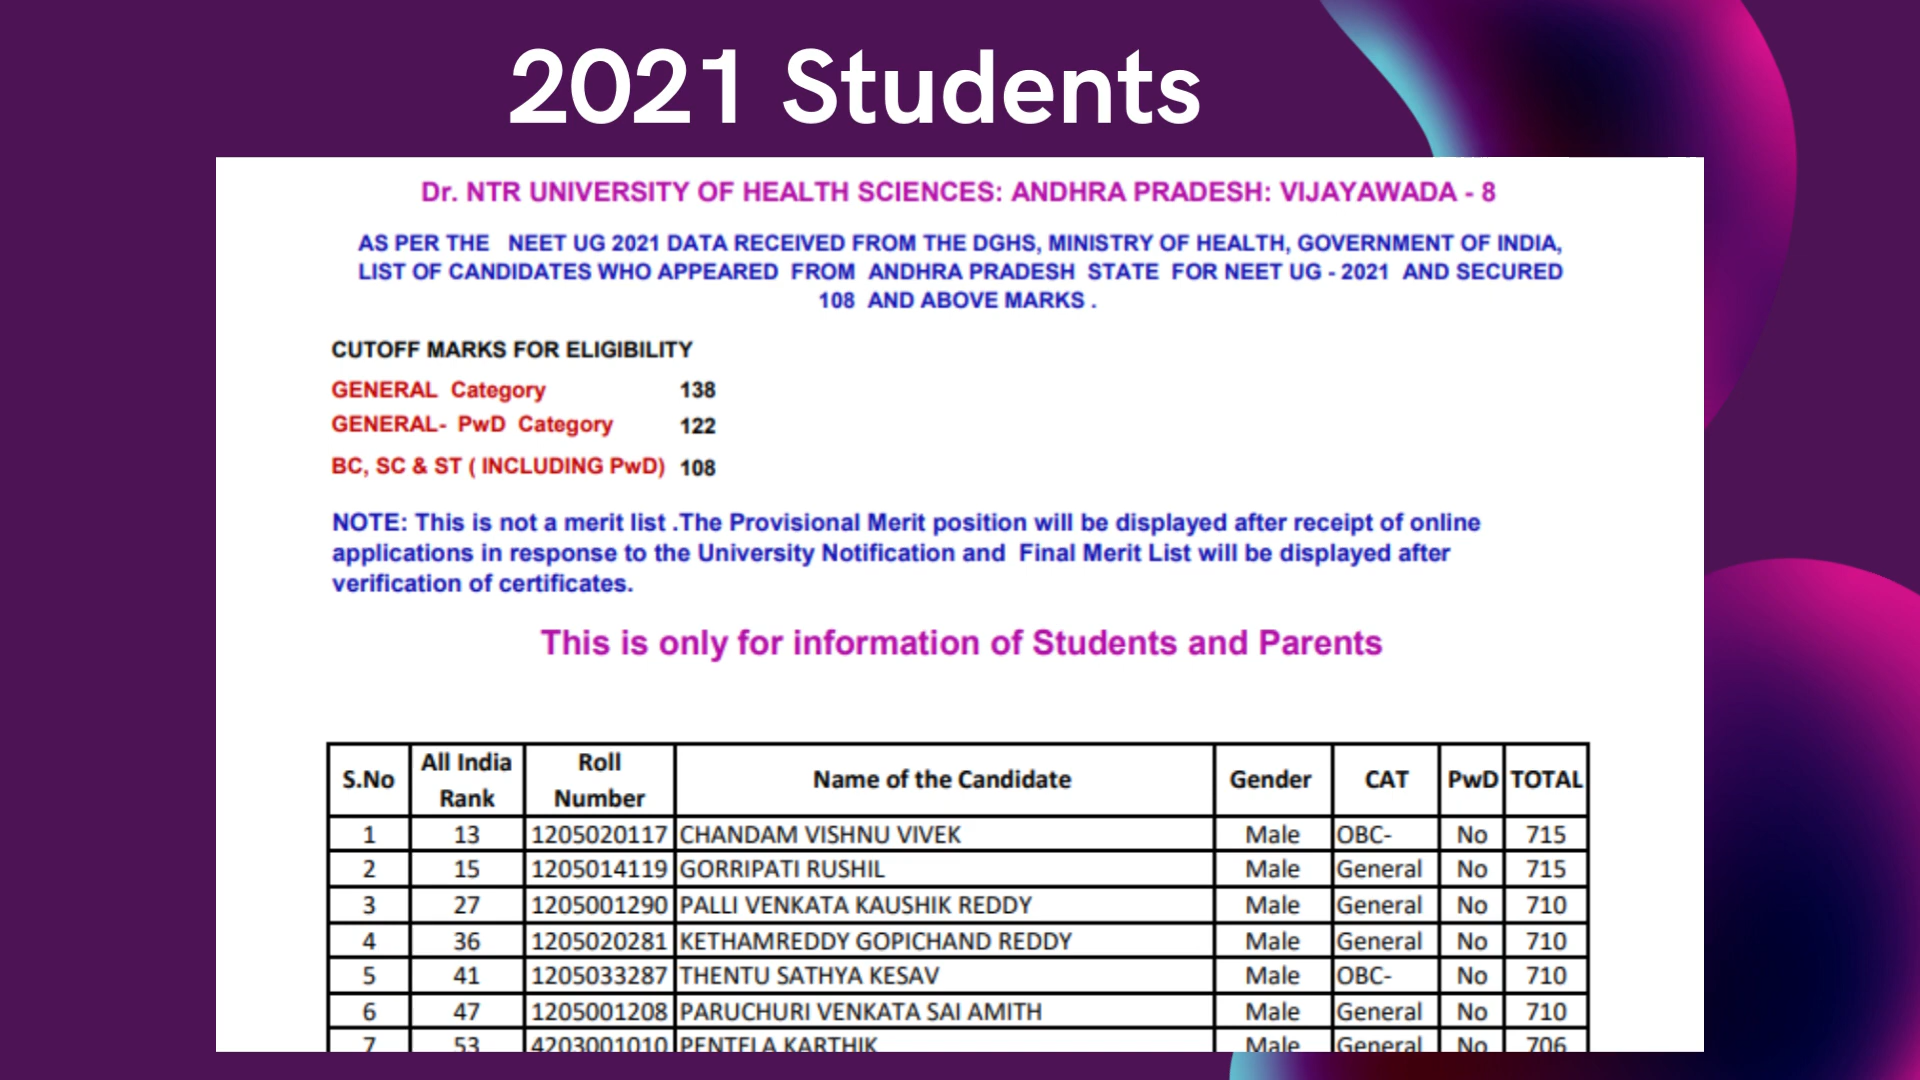 2021 Students
Dr. NTR UNIVERSITY OF HEALTH SCIENCES: ANDHRA PRADESH: VIJAYAWADA - 8
AS PER THE NEET UG 2021 DATA RECEIVED FROM THE DGHS, MINISTRY OF HEALTH, GOVERNMENT OF INDIA,
LIST OF CANDIDATES WHO APPEARED FROM ANDHRA PRADESH STATE FOR NEET UG - 2021 AND SECURED
108 AND ABOVE MARKS .
CUTOFF MARKS FOR ELIGIBILITY
GENERAL Category 138
GENERAL- PwD Category 122
BC, SC & ST ( INCLUDING PwD) 108
NOTE: This is not a merit list .The Provisional Merit position will be displayed after receipt of online
applications in response to the University Notification and Final Merit List will be displayed after
verification of certificates.
This is only for information of Students and Parents
S.No All India Rank Roll Number Name of the Candidate Gender CAT PwD TOTAL
1 13 1205020117 CHANDAM VISHNU VIVEK Male OBC- No 715
2 15 1205014119 GORRIPATI RUSHIL Male General No 715
3 27 1205001290 PALLI VENKATA KAUSHIK REDDY Male General No 710
4 36 1205020281 KETHAMREDDY GOPICHAND REDDY Male General No 710
5 41 1205033287 THENTU SATHYA KESAV Male OBC- No 710
6 47 1205001208 PARUCHURI VENKATA SAI AMITH Male General No 710
7 53 4203001010 PENTELA KARTHIK Male General No 706